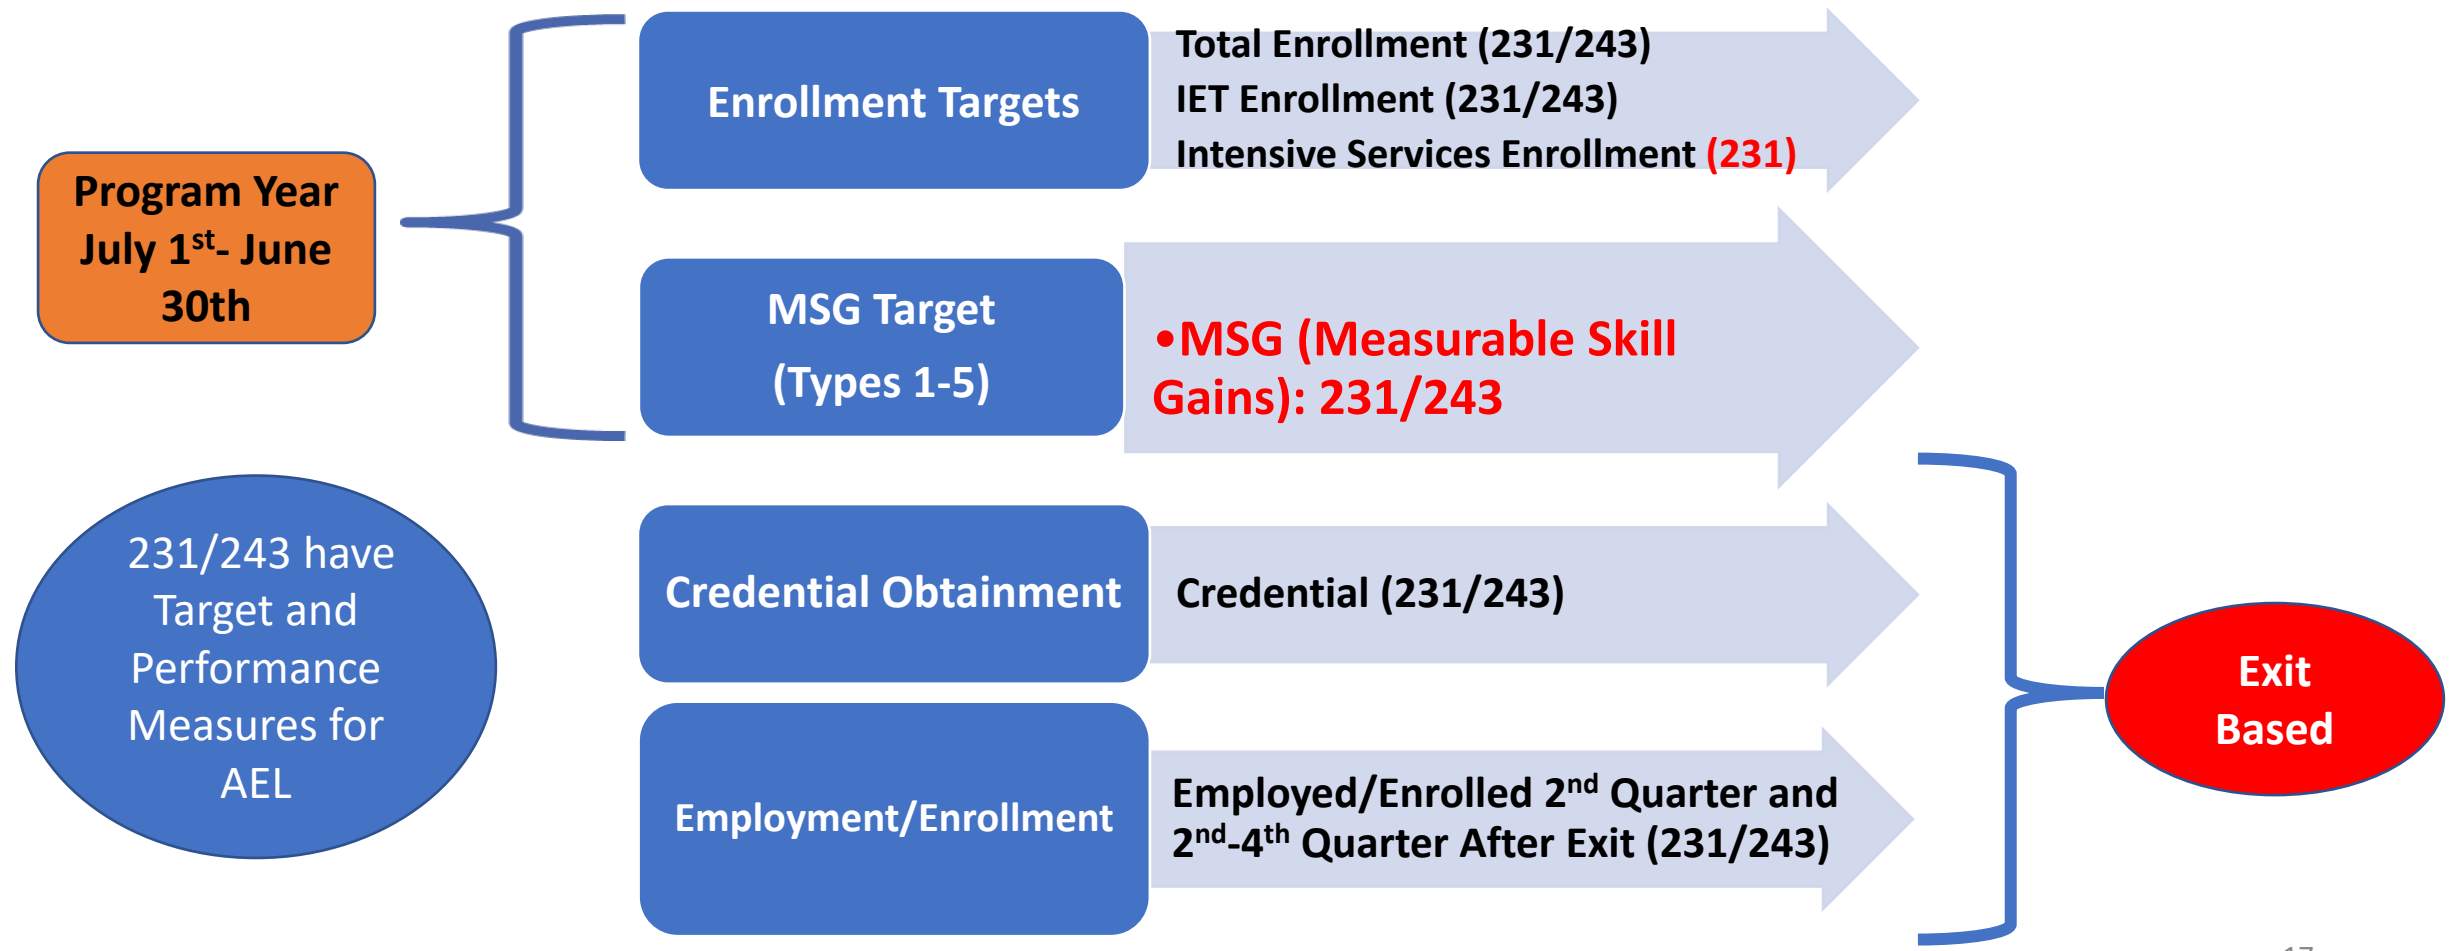 Program Year
July 1st- June
30th
Enrollment Targets
Total Enrollment (231/243)
IET Enrollment (231/243)
Intensive Services Enrollment (231)
MSG Target
(Types 1-5)
•MSG (Measurable Skill
Gains): 231/243
231/243 have
Target and
Performance
Measures for
AEL
Credential Obtainment
Credential (231/243)
Employment/Enrollment
Employed/Enrolled 2nd Quarter and
2nd-4th Quarter After Exit (231/243)
Exit
Based